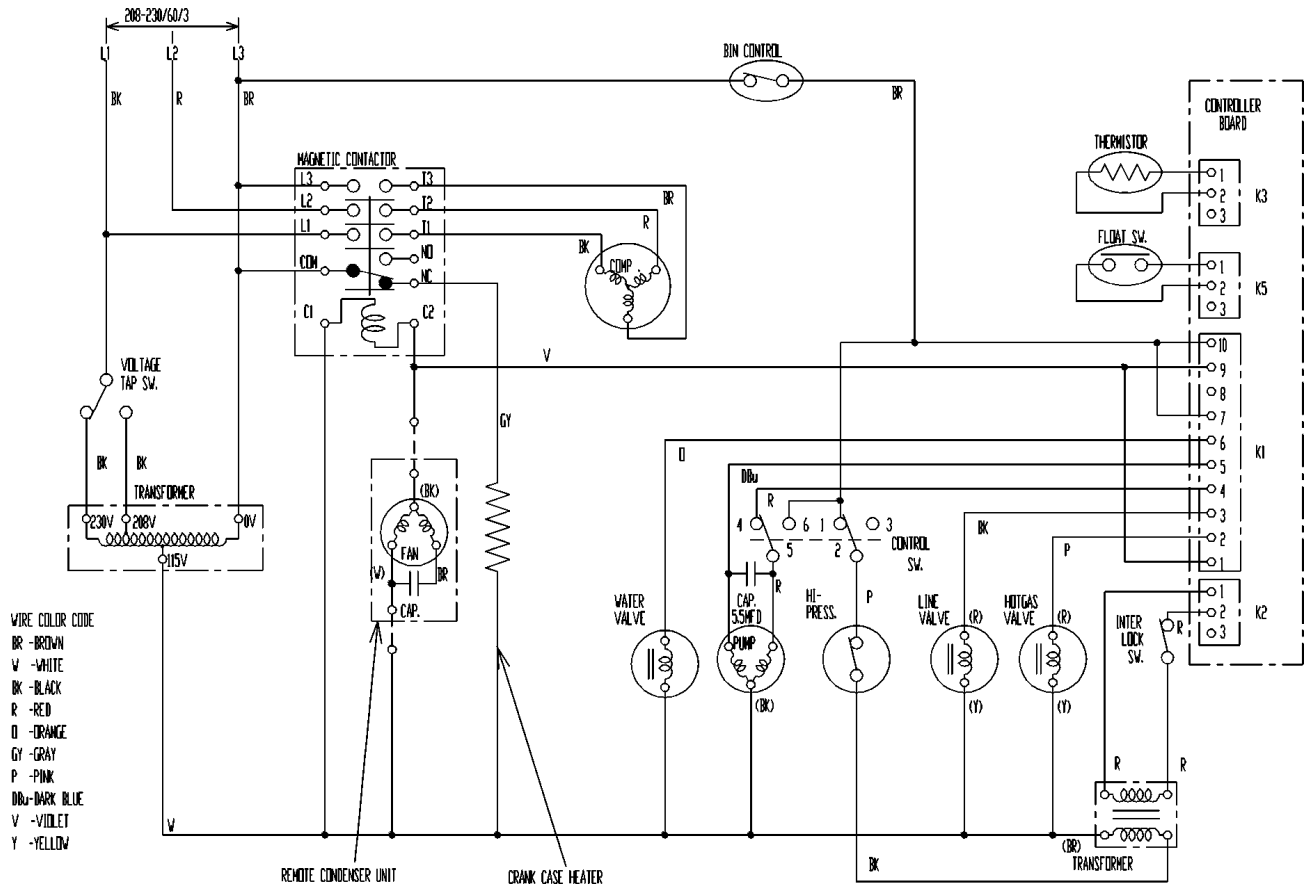 208-230/60/3
L1 L2 L3
BK R BR
BIN CONTROL
BR
CONTROLLER
BOARD
THERMISTOR
1
2
3
K3
FLOAT SW.
1
2
3
K5
MAGNETIC CONTACTOR
L3 T3
L2 T2
L1 T1
NO
COM NC
C1 C2
BR
R
BK
COMP.
V
10
9
8
7
6
5
4
3
2
1
K1
1
2
3
K2
VOLTAGE
TAP SW.
BK BK
TRANSFORMER
230V 208V 0V
115V
GY
(BK)
FAN
(W) BR
CAP.
O
DBu
R
4 6 1 3
5 2
CONTROL
SW.
BK
P
WATER
VALVE
CAP.
5.5MFD
R
PUMP
(BK)
HI-
PRESS.
P
LINE
VALVE
(R)
(Y)
HOTGAS
VALVE
(R)
(Y)
INTER
LOCK
SW.
R
R R
(BR)
TRANSFORMER
BK
W
WIRE COLOR CODE
BR -BROWN
W -WHITE
BK -BLACK
R -RED
O -ORANGE
GY -GRAY
P -PINK
DBu-DARK BLUE
V -VIOLET
Y -YELLOW
REMOTE CONDENSER UNIT
CRANK CASE HEATER